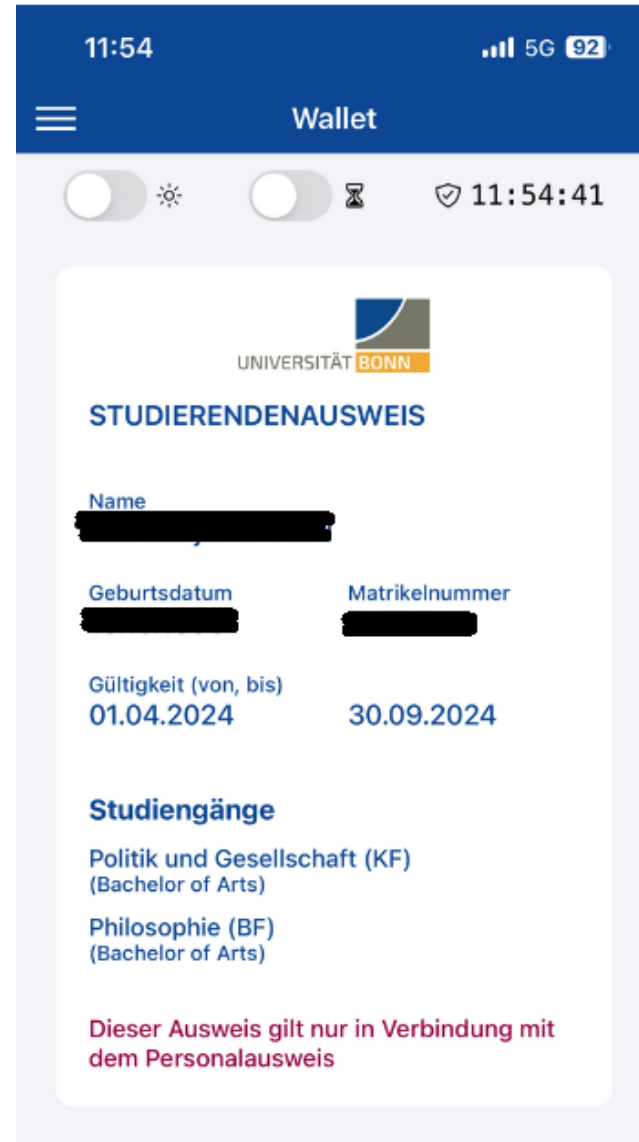 11:54 5G 92
Wallet
11:54:41
UNIVERSITÄT BONN
STUDIERENDENAUSWEIS
Name
Geburtsdatum Matrikelnummer
Gültigkeit (von, bis)
01.04.2024 30.09.2024
Studiengänge
Politik und Gesellschaft (KF)
(Bachelor of Arts)
Philosophie (BF)
(Bachelor of Arts)
Dieser Ausweis gilt nur in Verbindung mit
dem Personalausweis